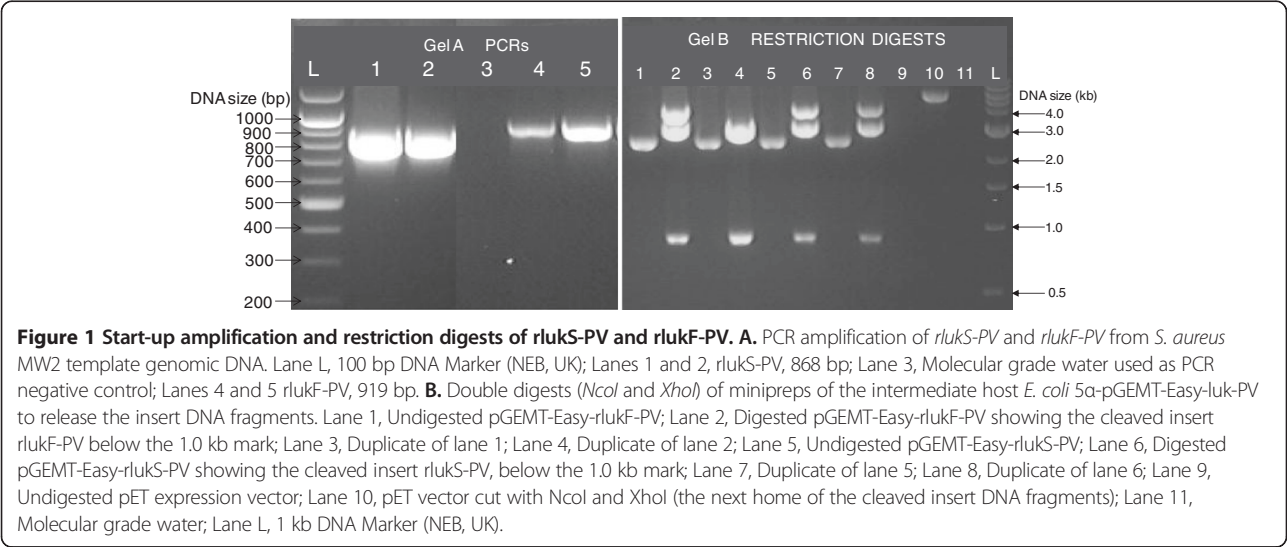 Gel A PCRs
L 1 2 3 4 5
DNA size (bp)
1000
900
800
700
600
500
400
300
200
Gel B RESTRICTION DIGESTS
1 2 3 4 5 6 7 8 9 10 11 L
DNA size (kb)
4.0
3.0
2.0
1.5
1.0
0.5
Figure 1 Start-up amplification and restriction digests of rlukS-PV and rlukF-PV. A. PCR amplification of rlukS-PV and rlukF-PV from S. aureus
MW2 template genomic DNA. Lane L, 100 bp DNA Marker (NEB, UK); Lanes 1 and 2, rlukS-PV, 868 bp; Lane 3, Molecular grade water used as PCR
negative control; Lanes 4 and 5 rlukF-PV, 919 bp. B. Double digests (NcoI and XhoI) of minipreps of the intermediate host E. coli 5α-pGEMT-Easy-luk-PV
to release the insert DNA fragments. Lane 1, Undigested pGEMT-Easy-rlukF-PV; Lane 2, Digested pGEMT-Easy-rlukF-PV showing the cleaved insert
rlukF-PV below the 1.0 kb mark; Lane 3, Duplicate of lane 1; Lane 4, Duplicate of lane 2; Lane 5, Undigested pGEMT-Easy-rlukS-PV; Lane 6, Digested
pGEMT-Easy-rlukS-PV showing the cleaved insert rlukS-PV, below the 1.0 kb mark; Lane 7, Duplicate of lane 5; Lane 8, Duplicate of lane 6; Lane 9,
Undigested pET expression vector; Lane 10, pET vector cut with NcoI and XhoI (the next home of the cleaved insert DNA fragments); Lane 11,
Molecular grade water; Lane L, 1 kb DNA Marker (NEB, UK).